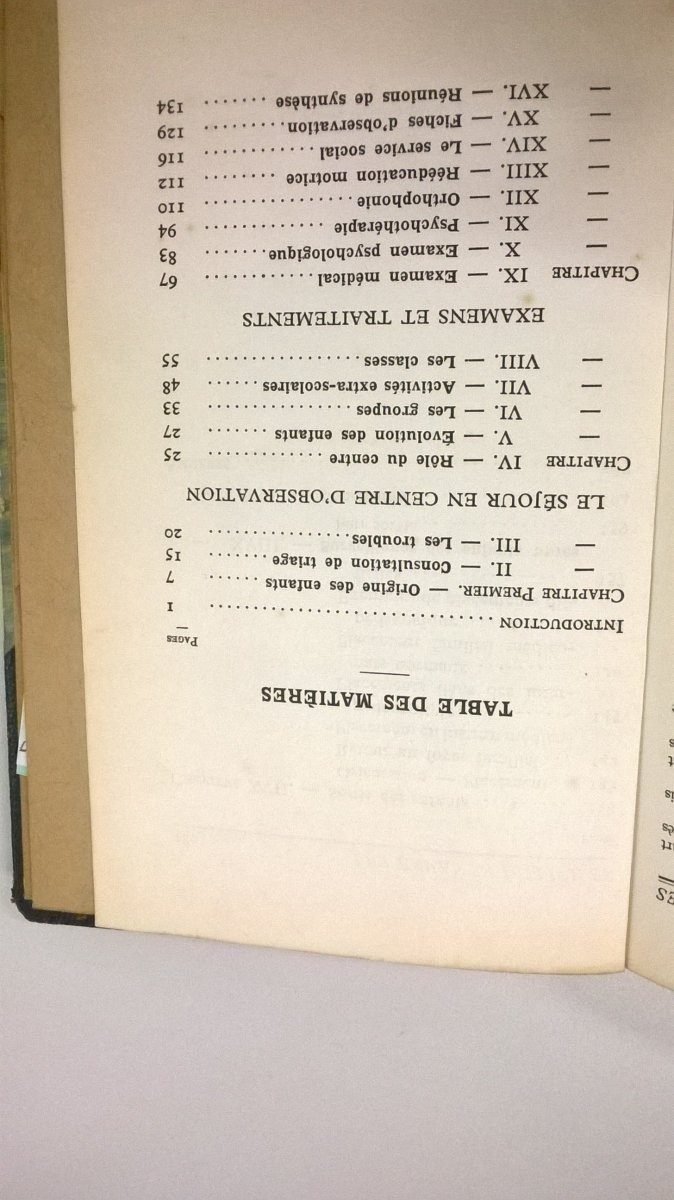 TABLE DES MATIÈRES
PAGES
—
INTRODUCTION .............................. 1
CHAPITRE PREMIER. — Origine des enfants ....... 7
— II. — Consultation de triage ....... 15
— III. — Les troubles................. 20
LE SÉJOUR EN CENTRE D'OBSERVATION
CHAPITRE IV. — Rôle du centre .............. 25
— V. — Évolution des enfants ....... 27
— VI. — Les groupes ................. 33
— VII. — Activités extra-scolaires ...... 48
— VIII. — Les classes .................. 55
EXAMENS ET TRAITEMENTS
CHAPITRE IX. — Examen médical ............. 67
— X. — Examen psychologique....... 83
— XI. — Psychothérapie .............. 94
— XII. — Orthophonie ................. 110
— XIII. — Rééducation motrice ........ 112
— XIV. — Le service social ............. 116
— XV. — Fiches d'observation.......... 129
— XVI. — Réunions de synthèse ....... 134